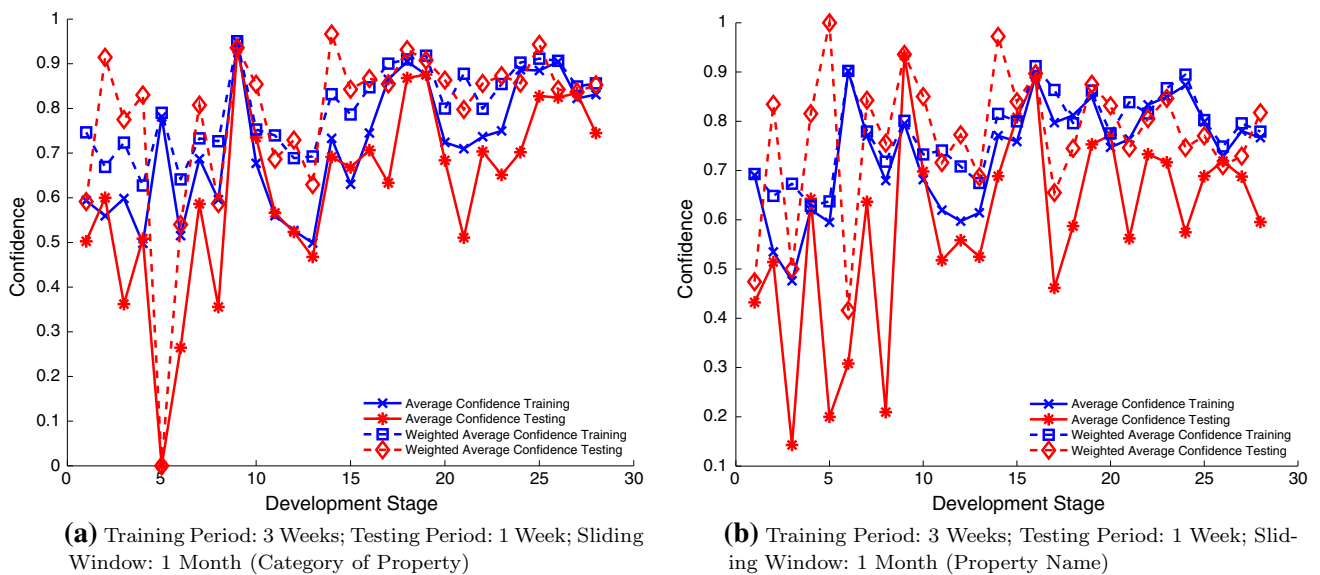 1
0.9
0.8
0.7
0.6
0.5
0.4
0.3
0.2
0.1
0
Confidence
0 5 10 15 20 25 30
Development Stage
Average Confidence Training
Average Confidence Testing
Weighted Average Confidence Training
Weighted Average Confidence Testing
(a) Training Period: 3 Weeks; Testing Period: 1 Week; Sliding
Window: 1 Month (Category of Property)
1
0.9
0.8
0.7
0.6
0.5
0.4
0.3
0.2
0.1
Confidence
0 5 10 15 20 25 30
Development Stage
Average Confidence Training
Average Confidence Testing
Weighted Average Confidence Training
Weighted Average Confidence Testing
(b) Training Period: 3 Weeks; Testing Period: 1 Week; Slid-
ing Window: 1 Month (Property Name)